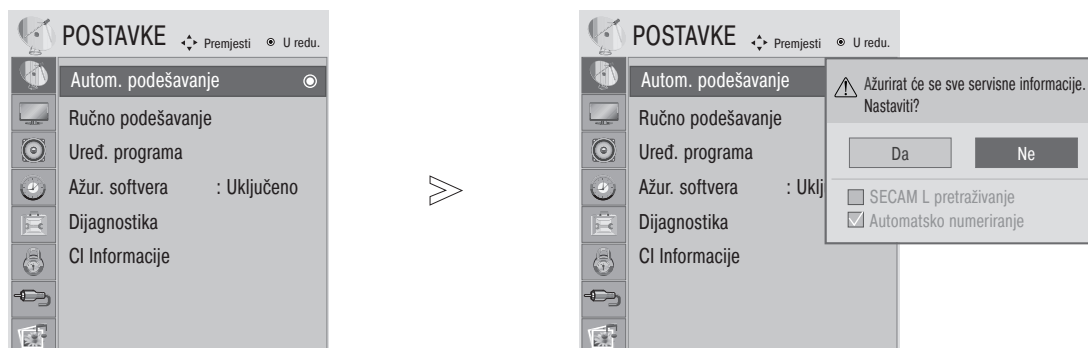 POSTAVKE Premjesti U redu.
Autom. podešavanje
Ručno podešavanje
Uređ. programa
Ažur. softvera : Uključeno
Dijagnostika
CI Informacije
POSTAVKE Premjesti U redu.
Autom. podešavanje
Ručno podešavanje
Uređ. programa
Ažur. softvera : Uklj
Dijagnostika
CI Informacije
Ažurirat će se sve servisne informacije.
Nastaviti?
Da Ne
SECAM L pretraživanje
Automatsko numeriranje